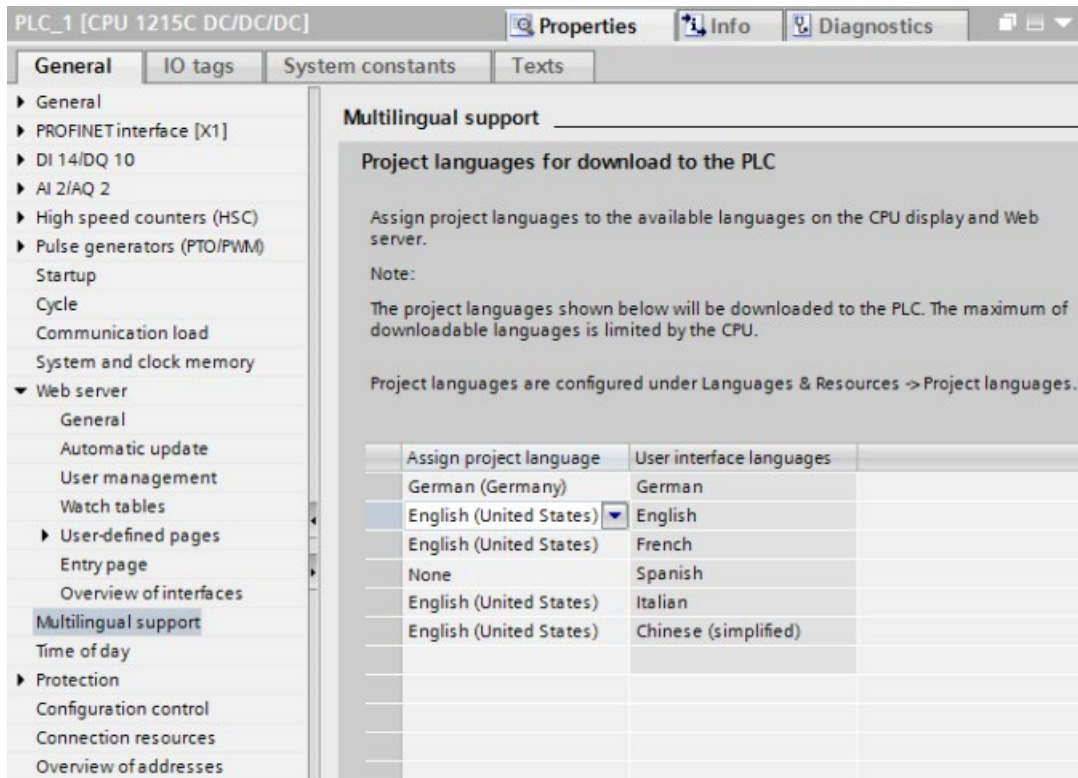 PLC_1 [CPU 1215C DC/DC/DC]
Properties
Info
Diagnostics
General
IO tags
System constants
Texts
General
PROFINET interface [X1]
DI 14/DQ 10
AI 2/AQ 2
High speed counters (HSC)
Pulse generators (PTO/PWM)
Startup
Cycle
Communication load
System and clock memory
Web server
General
Automatic update
User management
Watch tables
User-defined pages
Entry page
Overview of interfaces
Multilingual support
Time of day
Protection
Configuration control
Connection resources
Overview of addresses
Multilingual support
Project languages for download to the PLC
Assign project languages to the available languages on the CPU display and Web
server.
Note:
The project languages shown below will be downloaded to the PLC. The maximum of
downloadable languages is limited by the CPU.
Project languages are configured under Languages & Resources -> Project languages.
Assign project language User interface languages
German (Germany) German
English (United States) English
English (United States) French
None Spanish
English (United States) Italian
English (United States) Chinese (simplified)